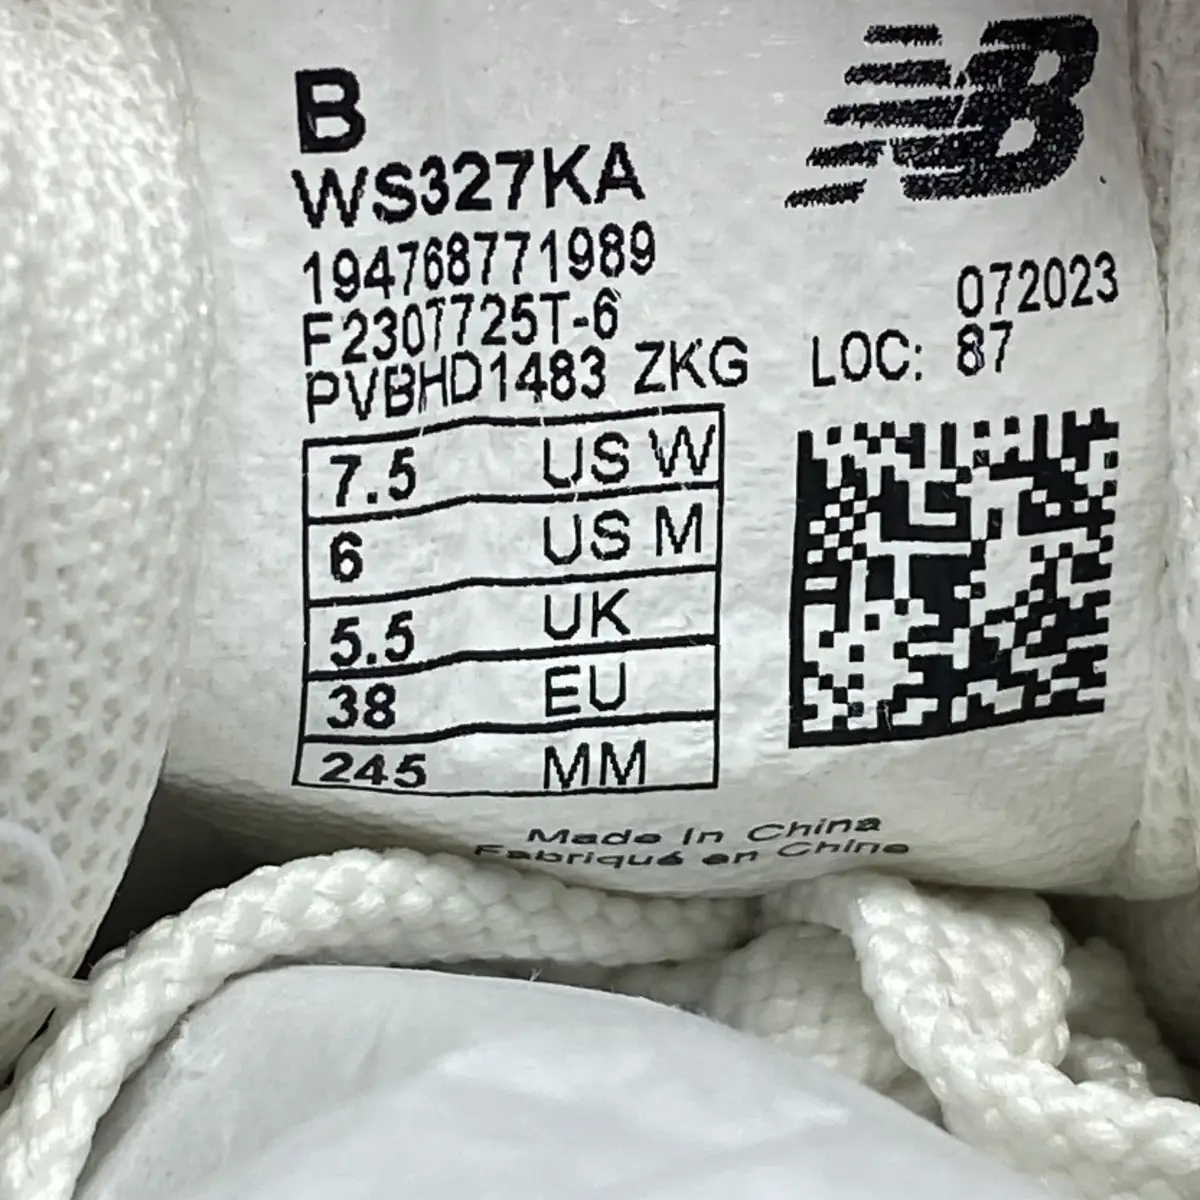 NB
B
WS327KA
194768771989
072023
F2307725T-6
LOC: 87
PVBHD1483 ZKG
7.5 US W
6 US M
5.5 UK
38 EU
245 MM
Made In China
Fabriqué en Chine